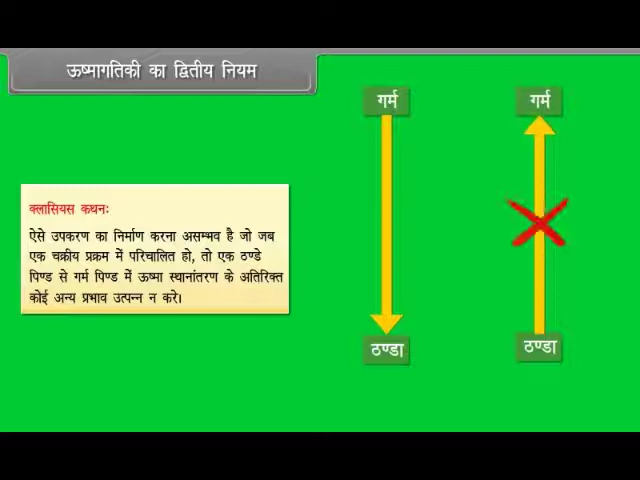 ऊष्मागतिकी का द्वितीय नियम
गर्म
गर्म
क्लासियस कथनः
ऐसे उपकरण का निर्माण करना असम्भव है जो जब
एक चक्रीय प्रक्रम में परिचालित हो, तो एक ठण्डे
पिण्ड से गर्म पिण्ड में ऊष्मा स्थानांतरण के अतिरिक्त
कोई अन्य प्रभाव उत्पन्न न करे।
ठण्डा
ठण्डा